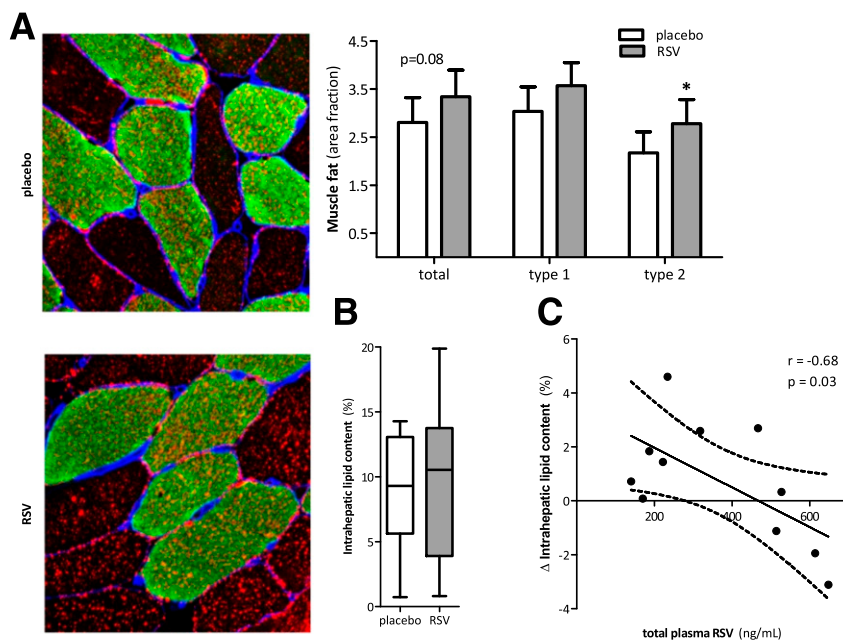 A
placebo
RSV
placebo
RSV
Muscle fat (area fraction)
4.5
3.5
2.5
1.5
0.5
p=0.08
*
total
type 1
type 2
B
Intrahepatic lipid content (%)
20
15
10
5
0
placebo
RSV
C
Δ Intrahepatic lipid content (%)
6
4
2
0
-2
-4
200
400
600
r = -0.68
p = 0.03
total plasma RSV (ng/mL)